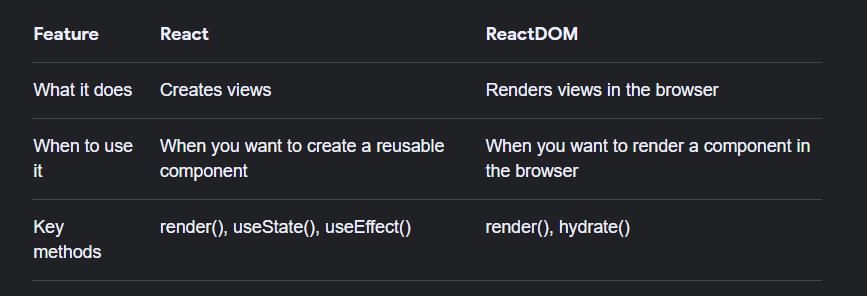 Feature React ReactDOM
What it does Creates views Renders views in the browser
When to use When you want to create a reusable When you want to render a component in
it component the browser
Key render(), useState(), useEffect() render(), hydrate()
methods